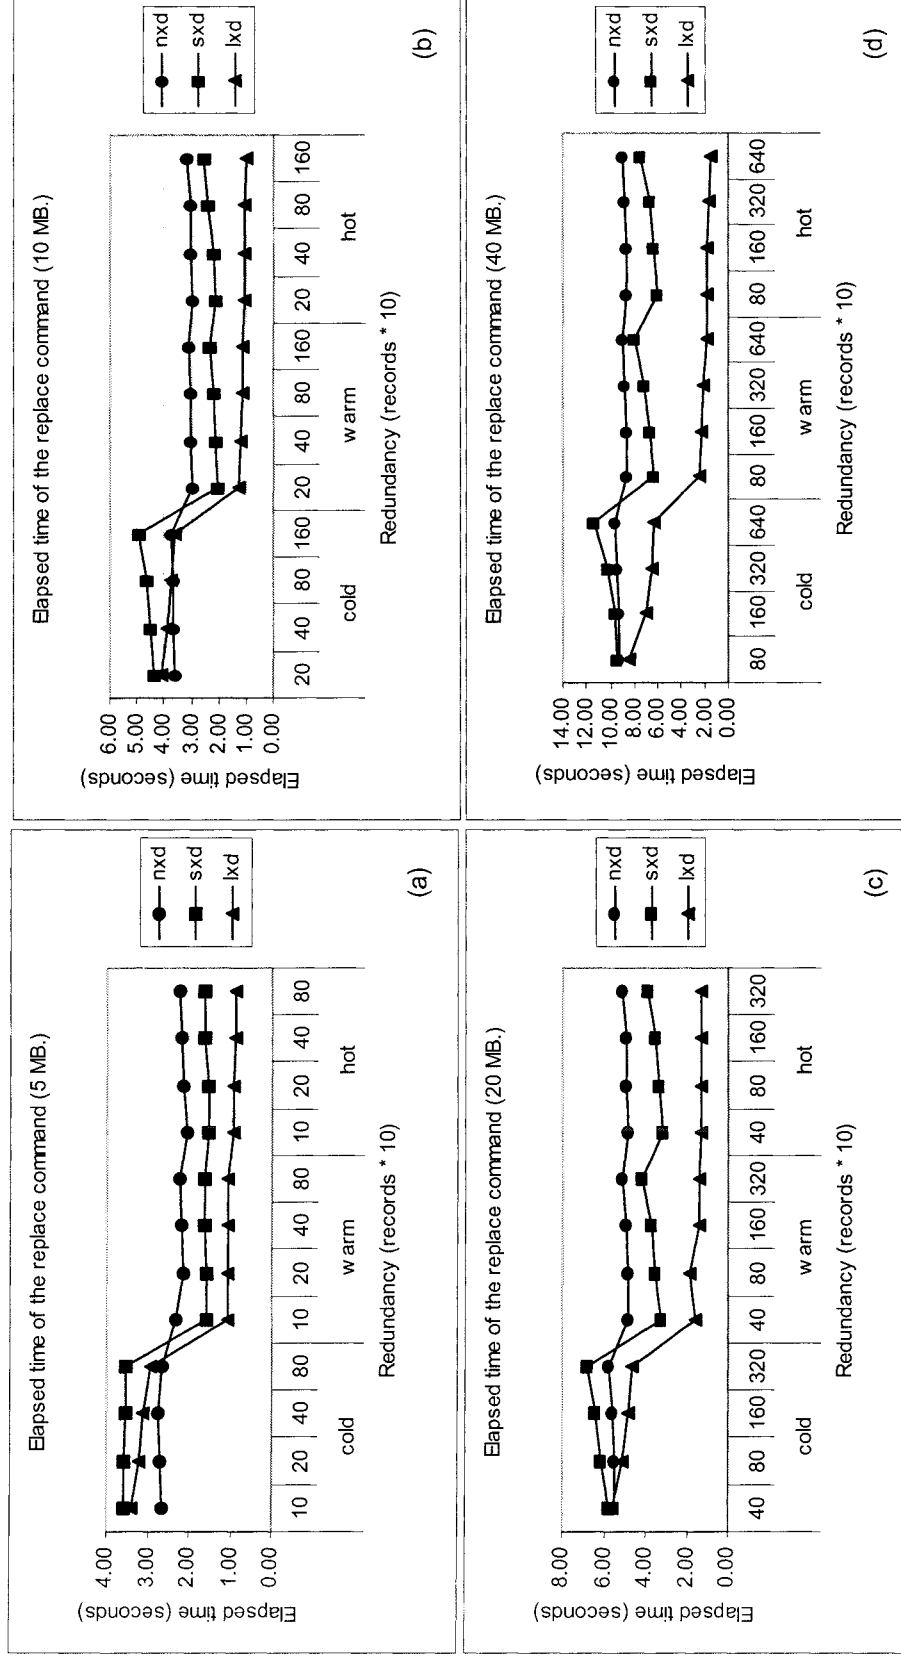 Elapsed time of the replace command (5 MB.)
Elapsed time (seconds)
4.00
3.00
2.00
1.00
0.00
10 20 40 80 10 20 40 80 10 20 40 80
cold warm hot
Redundancy (records * 10)
nxd
sxd
lxd
(a)
Elapsed time of the replace command (10 MB.)
Elapsed time (seconds)
6.00
5.00
4.00
3.00
2.00
1.00
0.00
20 40 80 160 20 40 80 160 20 40 80 160
cold warm hot
Redundancy (records * 10)
nxd
sxd
lxd
(b)
Elapsed time of the replace command (20 MB.)
Elapsed time (seconds)
8.00
6.00
4.00
2.00
0.00
40 80 160 320 40 80 160 320 40 80 160 320
cold warm hot
Redundancy (records * 10)
nxd
sxd
lxd
(c)
Elapsed time of the replace command (40 MB.)
Elapsed time (seconds)
14.00
12.00
10.00
8.00
6.00
4.00
2.00
0.00
80 160 320 640 80 160 320 640 80 160 320 640
cold warm hot
Redundancy (records * 10)
nxd
sxd
lxd
(d)